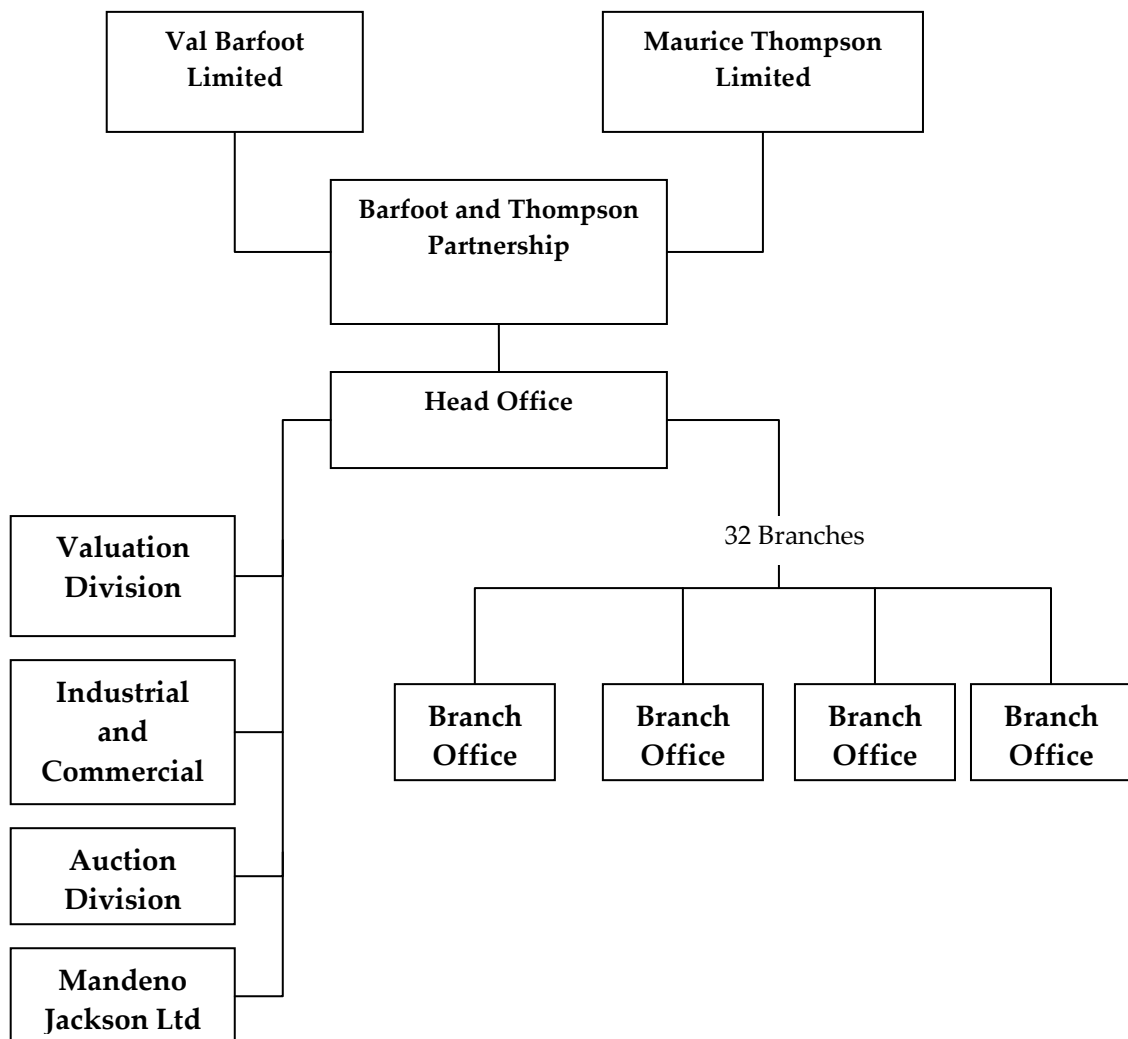 Val Barfoot
Limited
Maurice Thompson
Limited
Barfoot and Thompson
Partnership
Head Office
32 Branches
Valuation
Division
Industrial
and
Commercial
Auction
Division
Mandeno
Jackson Ltd
Branch
Office
Branch
Office
Branch
Office
Branch
Office